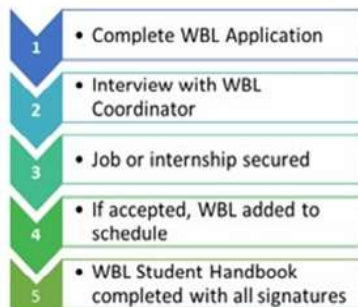 1
• Complete WBL Application
2
• Interview with WBL
Coordinator
3
• Job or internship secured
4
• If accepted, WBL added to
schedule
5
• WBL Student Handbook
completed with all signatures